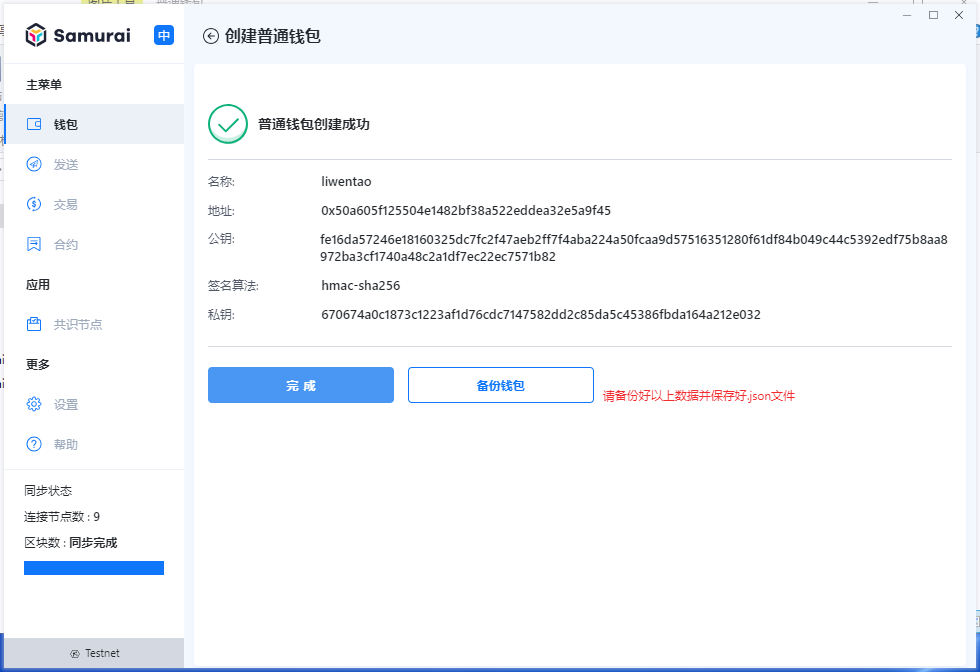 Samurai 中
创建普通钱包
主菜单
钱包
发送
交易
合约
应用
共识节点
更多
设置
帮助
同步状态
连接节点数 : 9
区块数 : 同步完成
Testnet
普通钱包创建成功
名称: liwentao
地址: 0x50a605f125504e1482bf38a522eddea32e5a9f45
公钥: fe16da57246e18160325dc7fc2f47aeb2ff7f4aba224a50fcaa9d57516351280f61df84b049c44c5392edf75b8aa8
972ba3cf1740a48c2a1df7ec22ec7571b82
签名算法: hmac-sha256
私钥: 670674a0c1873c1223af1d76cdc7147582dd2c85da5c45386fbda164a212e032
完 成 备份钱包 请备份好以上数据并保存好.json文件